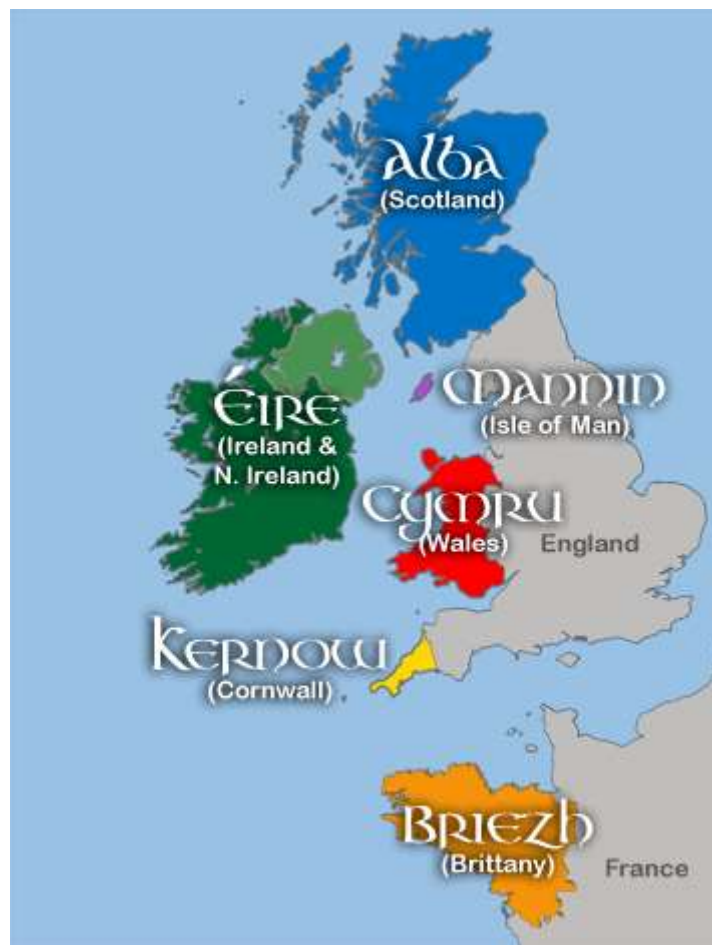 Alba
(Scotland)
Mannin
(Isle of Man)
Éire
(Ireland &
N. Ireland)
Cymru
(Wales)
England
Kernow
(Cornwall)
Briezh
(Brittany)
France